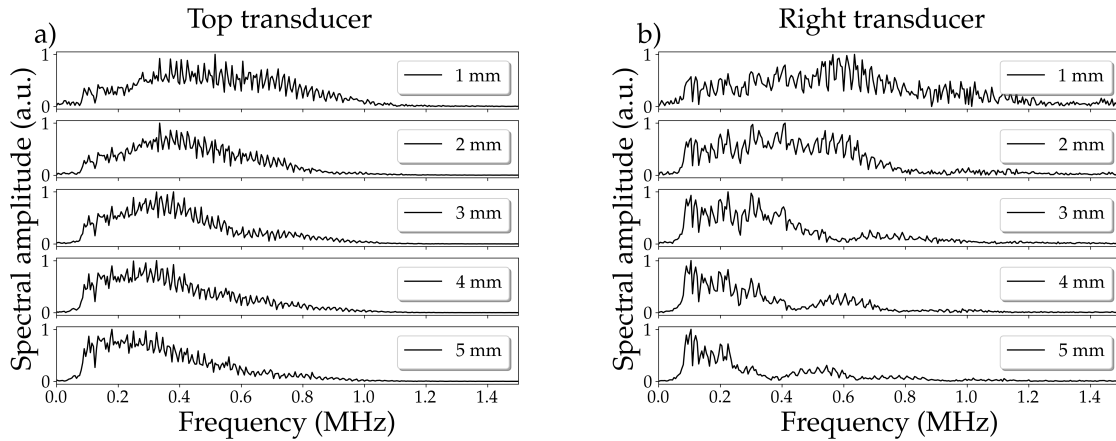 Top transducer
a)
1
0
1 mm
1
0
2 mm
1
0
3 mm
1
0
4 mm
1
0
5 mm
0.0 0.2 0.4 0.6 0.8 1.0 1.2 1.4
Frequency (MHz)
Spectral amplitude (a.u.)
Right transducer
b)
1
0
1 mm
1
0
2 mm
1
0
3 mm
1
0
4 mm
1
0
5 mm
0.0 0.2 0.4 0.6 0.8 1.0 1.2 1.4
Frequency (MHz)
Spectral amplitude (a.u.)